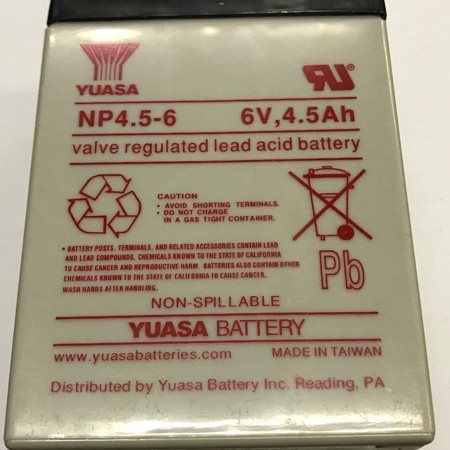 YUASA
NP4.5-6 6V,4.5Ah
valve regulated lead acid battery
CAUTION
• AVOID SHORTING TERMINALS.
• DO NOT CHARGE
IN A GAS TIGHT CONTAINER.
• BATTERY POSTS, TERMINALS, AND RELATED ACCESSORIES CONTAIN LEAD
AND LEAD COMPOUNDS, CHEMICALS KNOWN TO THE STATE OF CALIFORNIA
TO CAUSE CANCER AND REPRODUCTIVE HARM. BATTERIES ALSO CONTAIN OTHER
CHEMICALS KNOWN TO THE STATE OF CALIFORNIA TO CAUSE CANCER.
WASH HANDS AFTER HANDLING.
Pb
NON-SPILLABLE
YUASA BATTERY
www.yuasabatteries.com MADE IN TAIWAN
Distributed by Yuasa Battery Inc. Reading, PA